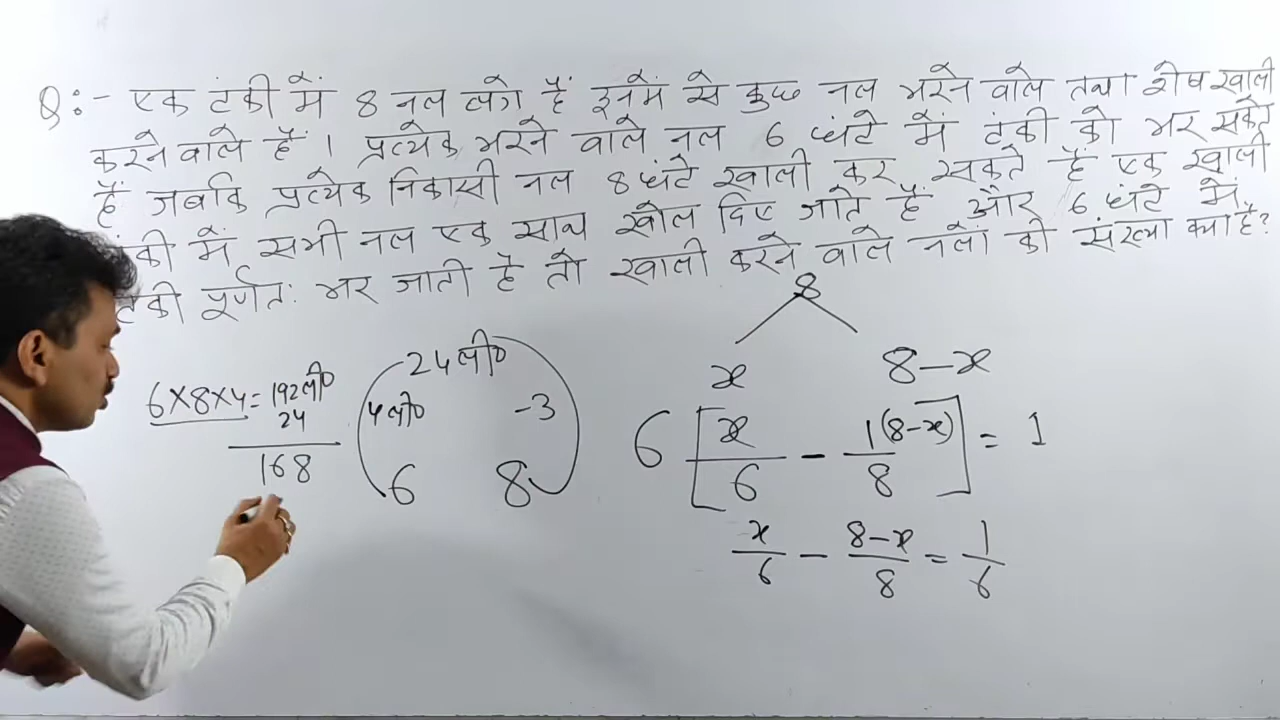 Q:- एक टंकी में 8 नल लगे हैं इनमें से कुछ नल भरने वाले तथा शेष खाली
करने वाले हैं । प्रत्येक भरने वाले नल 6 घंटे में टंकी को भर सकते
हैं जबकि प्रत्येक निकासी नल 8 घंटे खाली कर सकते हैं एक खाली
में सभी नल एक साथ खोल दिए जाते हैं और 6 घंटे में
टंकी पूर्णत: भर जाती है तो खाली करने वाले नलों की संख्या क्या है?
8
x 8-x
6×8×4=192ली०
24
168
24ली०
4ली० -3
6 8
6[x/6 - 1(8-x)/8] = 1
x/6 - 8-x/8 = 1/6